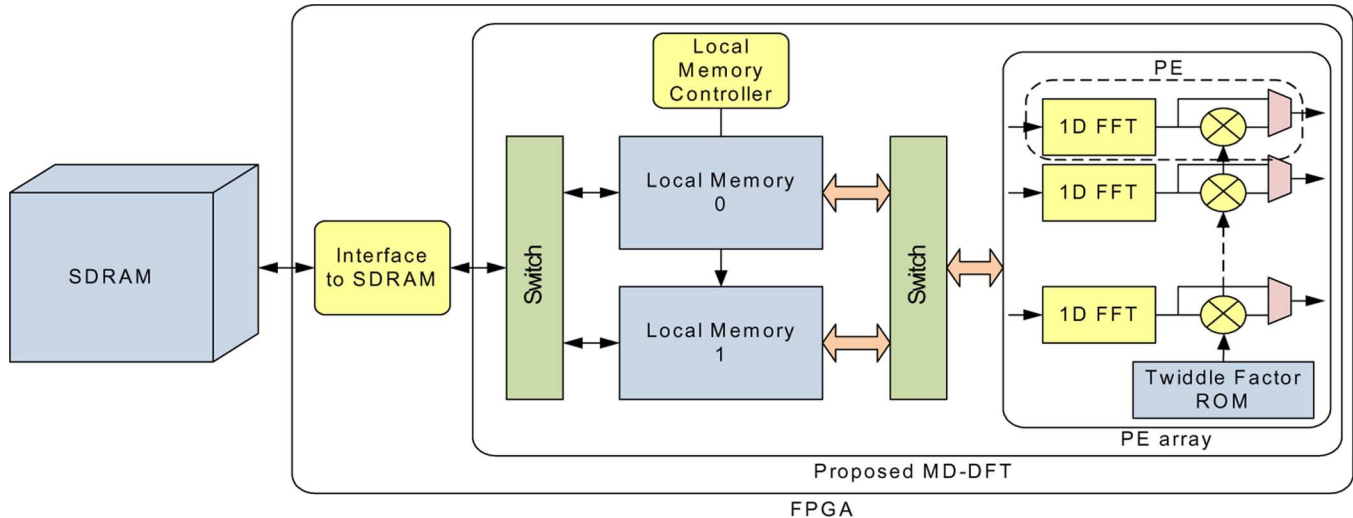 Local
Memory
Controller
PE
1D FFT
1D FFT
1D FFT
Twiddle Factor
ROM
PE array
Switch
Local Memory
0
Local Memory
1
Switch
Interface
to SDRAM
SDRAM
Proposed MD-DFT
FPGA